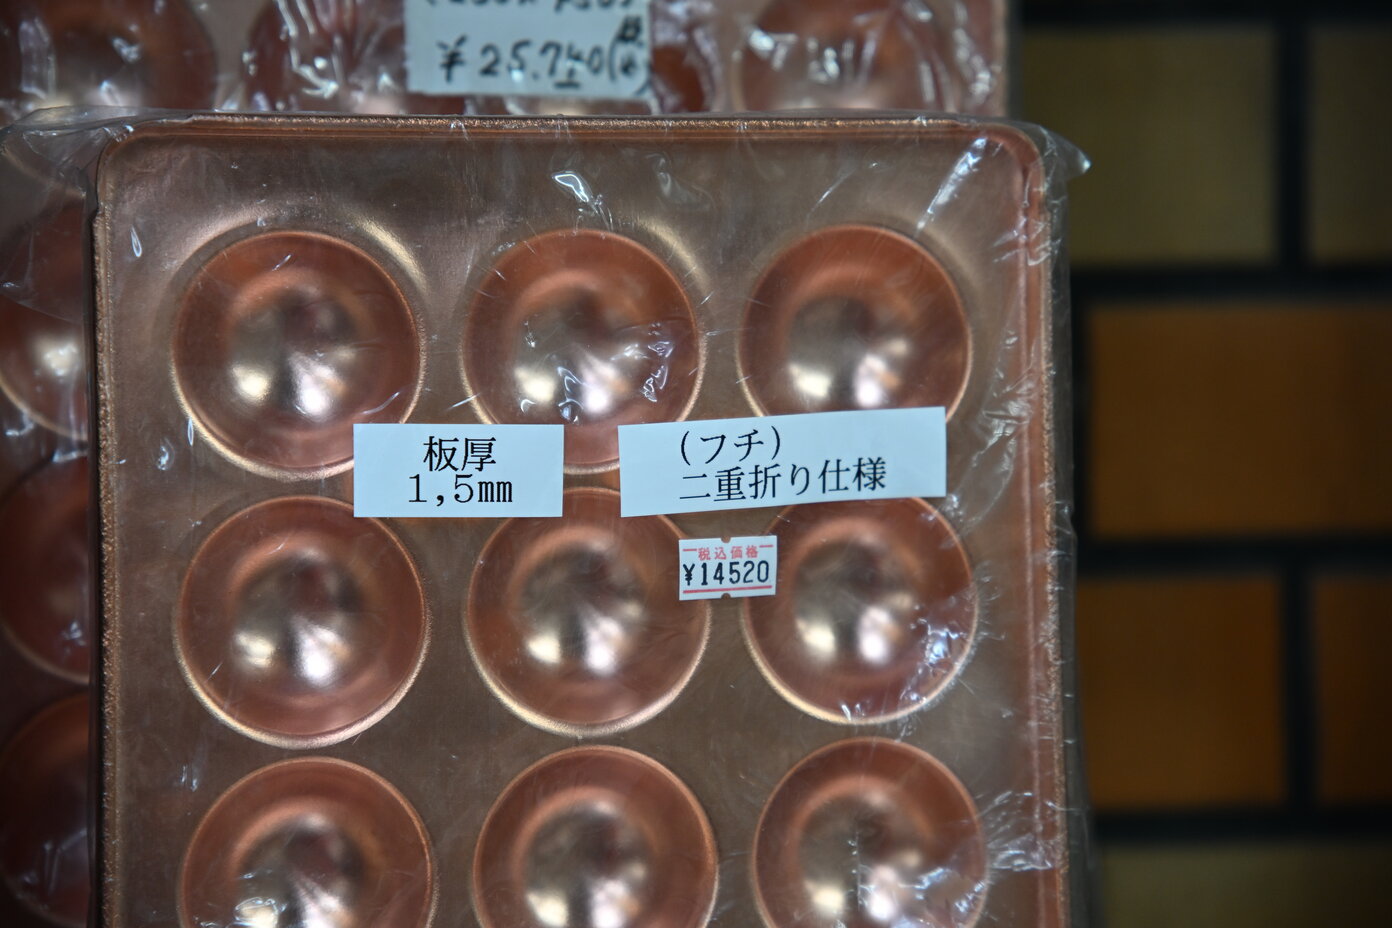 ¥25.740
板厚
1,5mm
(フチ)
二重折り仕様
税込価格
¥14520